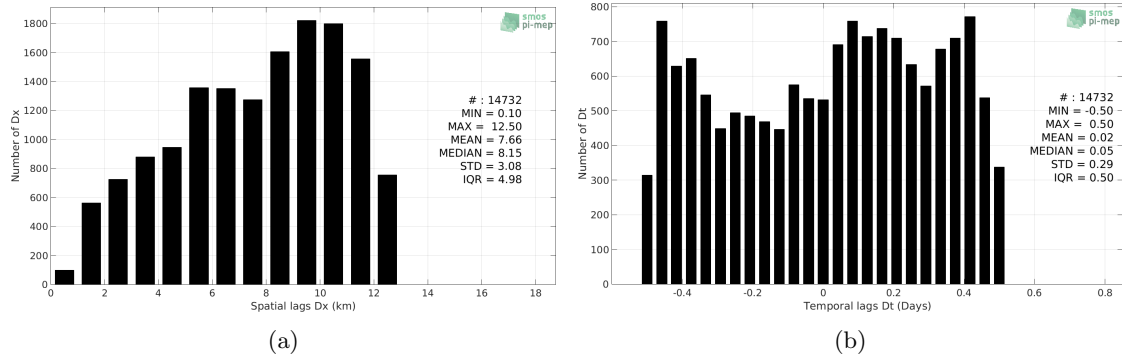 1800
1600
1400
1200
1000
800
600
400
200
0
Number of Dx
smos
pi-mep
# : 14732
MIN = 0.10
MAX = 12.50
MEAN = 7.66
MEDIAN = 8.15
STD = 3.08
IQR = 4.98
0 2 4 6 8 10 12 14 16 18
Spatial lags Dx (km)
(a)
800
700
600
500
400
300
200
100
0
Number of Dt
smos
pi-mep
# : 14732
MIN = -0.50
MAX = 0.50
MEAN = 0.02
MEDIAN = 0.05
STD = 0.29
IQR = 0.50
-0.4 -0.2 0 0.2 0.4 0.6 0.8
Temporal lags Dt (Days)
(b)